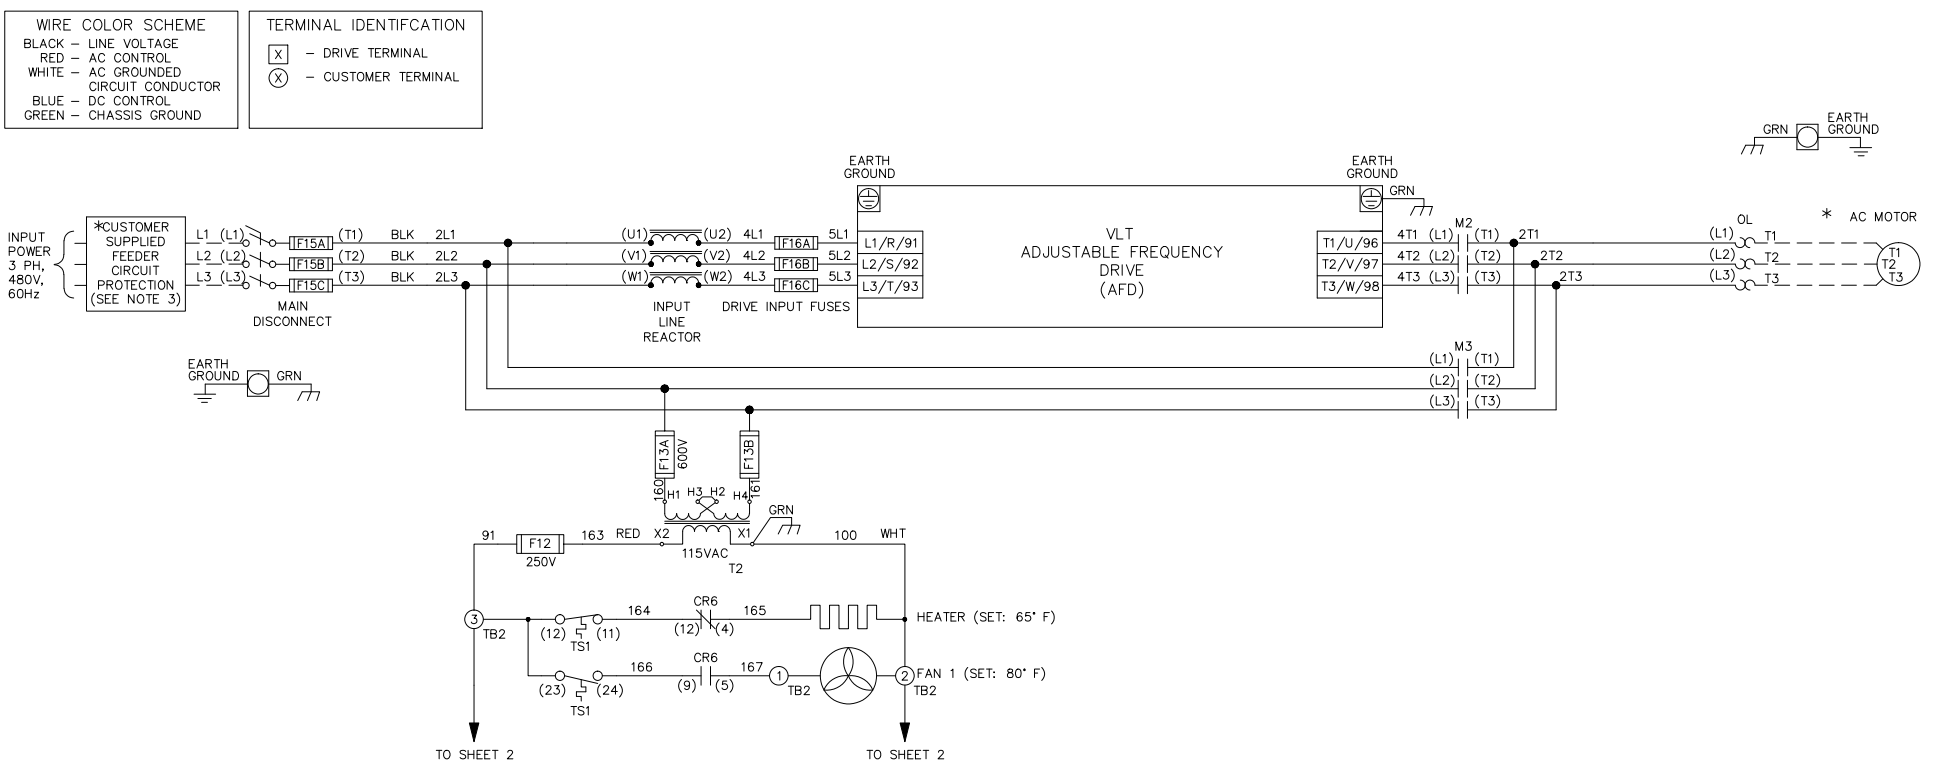 WIRE COLOR SCHEME
BLACK – LINE VOLTAGE
RED – AC CONTROL
WHITE – AC GROUNDED
CIRCUIT CONDUCTOR
BLUE – DC CONTROL
GREEN – CHASSIS GROUND
TERMINAL IDENTIFCATION
X – DRIVE TERMINAL
X – CUSTOMER TERMINAL
GRN
EARTH
GROUND
INPUT
POWER
3 PH,
480V,
60Hz
*CUSTOMER
SUPPLIED
FEEDER
CIRCUIT
PROTECTION
(SEE NOTE 3)
L1 (L1) F15A (T1) BLK 2L1
L2 (L2) F15B (T2) BLK 2L2
L3 (L3) F15C (T3) BLK 2L3
MAIN
DISCONNECT
(U1) (U2) 4L1 F16A 5L1
(V1) (V2) 4L2 F16B 5L2
(W1) (W2) 4L3 F16C 5L3
INPUT
LINE
REACTOR
DRIVE INPUT FUSES
EARTH
GROUND
L1/R/91
L2/S/92
L3/T/93
VLT
ADJUSTABLE FREQUENCY
DRIVE
(AFD)
EARTH
GROUND
GRN
T1/U/96
T2/V/97
T3/W/98
M2
4T1 (L1) (T1) 2T1
4T2 (L2) (T2) 2T2
4T3 (L3) (T3) 2T3
OL
(L1) T1
(L2) T2
(L3) T3
* AC MOTOR
T1
T2
T3
M3
(L1) (T1)
(L2) (T2)
(L3) (T3)
EARTH
GROUND
GRN
F13A
600V
F13B
160
161
H1 H3 H2 H4
GRN
91 F12 163 RED X2 X1 100 WHT
250V
115VAC
T2
3
TB2
(12) (11)
TS1
164
CR6
(12) (4)
165
HEATER (SET: 65° F)
(23) (24)
TS1
166
CR6
(9) (5)
167
1
TB2
2
TB2
FAN 1 (SET: 80° F)
TO SHEET 2
TO SHEET 2